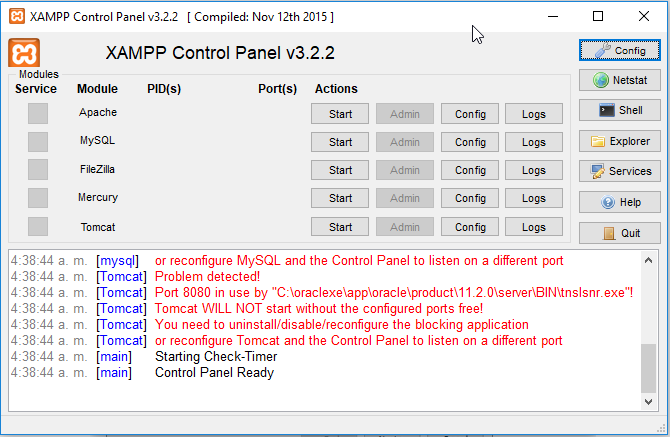 XAMPP Control Panel v3.2.2 [ Compiled: Nov 12th 2015 ]
XAMPP Control Panel v3.2.2
Config
Modules
Service Module PID(s) Port(s) Actions
Netstat
Apache Start Admin Config Logs
Shell
MySQL Start Admin Config Logs
Explorer
FileZilla Start Admin Config Logs
Services
Mercury Start Admin Config Logs
Help
Tomcat Start Admin Config Logs
Quit
4:38:44 a. m. [mysql] or reconfigure MySQL and the Control Panel to listen on a different port
4:38:44 a. m. [Tomcat] Problem detected!
4:38:44 a. m. [Tomcat] Port 8080 in use by "C:\oraclexe\app\oracle\product\11.2.0\server\BIN\tnslsnr.exe"!
4:38:44 a. m. [Tomcat] Tomcat WILL NOT start without the configured ports free!
4:38:44 a. m. [Tomcat] You need to uninstall/disable/reconfigure the blocking application
4:38:44 a. m. [Tomcat] or reconfigure Tomcat and the Control Panel to listen on a different port
4:38:44 a. m. [main] Starting Check-Timer
4:38:44 a. m. [main] Control Panel Ready